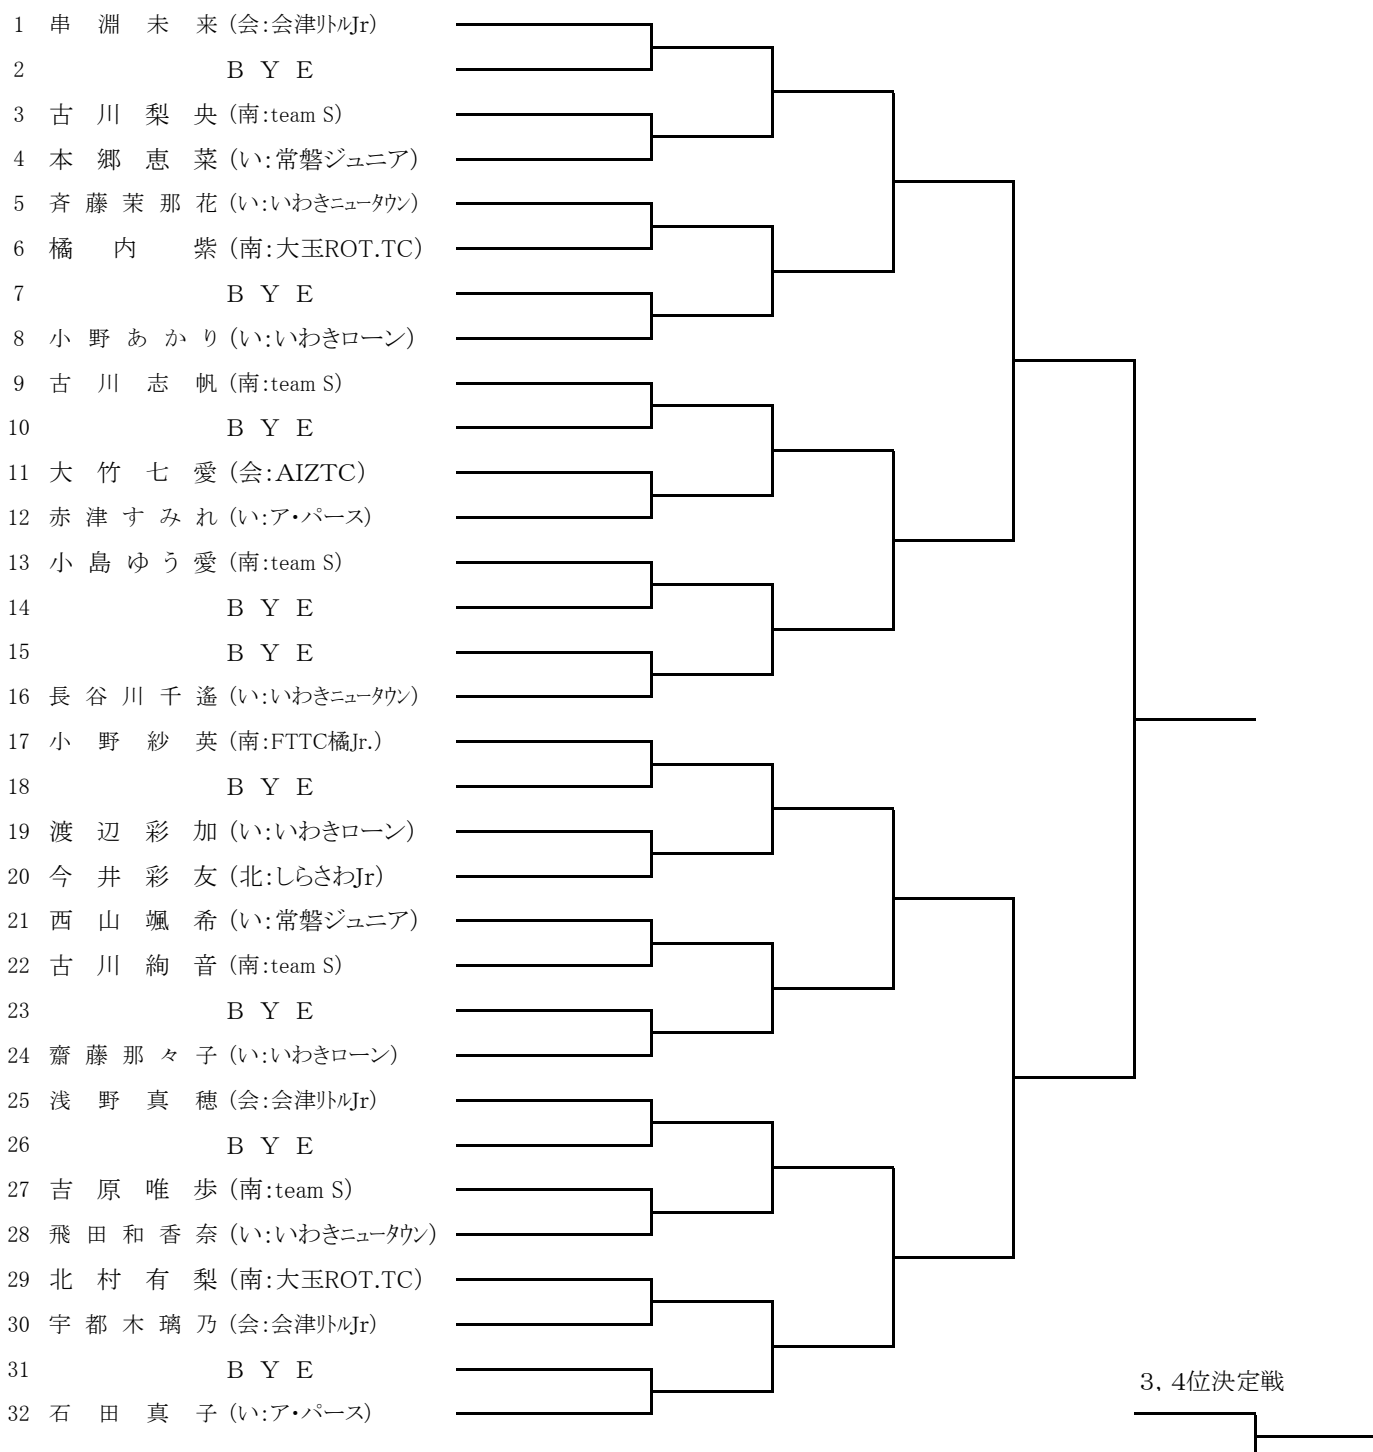 1 串淵未来 (会:会津リトルJr)
2 BYE
3 古川梨央 (南:team S)
4 本郷恵菜 (い:常磐ジュニア)
5 斉藤茉那花 (い:いわきニュータウン)
6 橘内紫 (南:大玉ROT.TC)
7 BYE
8 小野あかり (い:いわきローン)
9 古川志帆 (南:team S)
10 BYE
11 大竹七愛 (会:AIZTC)
12 赤津すみれ (い:ア・パース)
13 小島ゆう愛 (南:team S)
14 BYE
15 BYE
16 長谷川千遙 (い:いわきニュータウン)
17 小野紗英 (南:FTTC橘Jr.)
18 BYE
19 渡辺彩加 (い:いわきローン)
20 今井彩友 (北:しらさわJr)
21 西山颯希 (い:常磐ジュニア)
22 古川絢音 (南:team S)
23 BYE
24 齋藤那々子 (い:いわきローン)
25 浅野真穂 (会:会津リトルJr)
26 BYE
27 吉原唯歩 (南:team S)
28 飛田和香奈 (い:いわきニュータウン)
29 北村有梨 (南:大玉ROT.TC)
30 宇都木璃乃 (会:会津リトルJr)
31 BYE
32 石田真子 (い:ア・パース)
3,4位決定戦